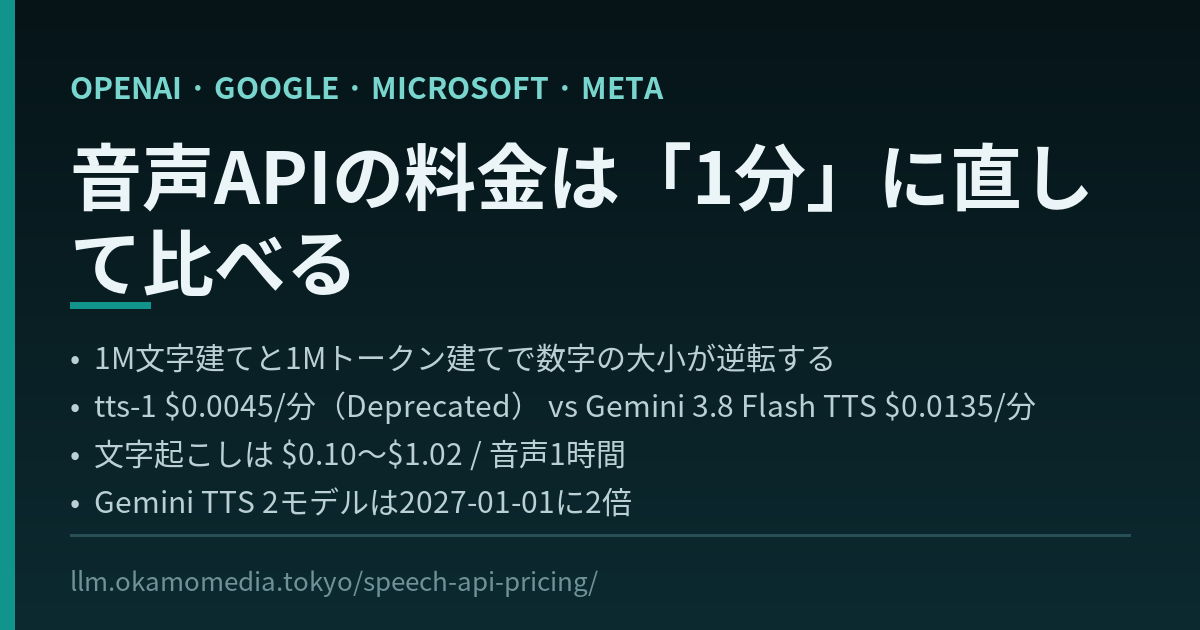 OPENAI · GOOGLE · MICROSOFT · META
音声APIの料金は「1分」に直し
て比べる
• 1M文字建てと1Mトークン建てで数字の大小が逆転する
• tts-1 $0.0045/分（Deprecated） vs Gemini 3.8 Flash TTS $0.0135/分
• 文字起こしは $0.10〜$1.02 / 音声1時間
• Gemini TTS 2モデルは2027-01-01に2倍
llm.okamomedia.tokyo/speech-api-pricing/